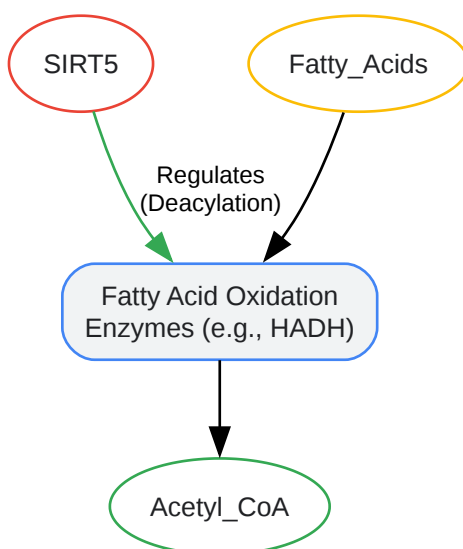 SIRT5
Fatty_Acids
Regulates
(Deacylation)
Fatty Acid Oxidation
Enzymes (e.g., HADH)
Acetyl_CoA